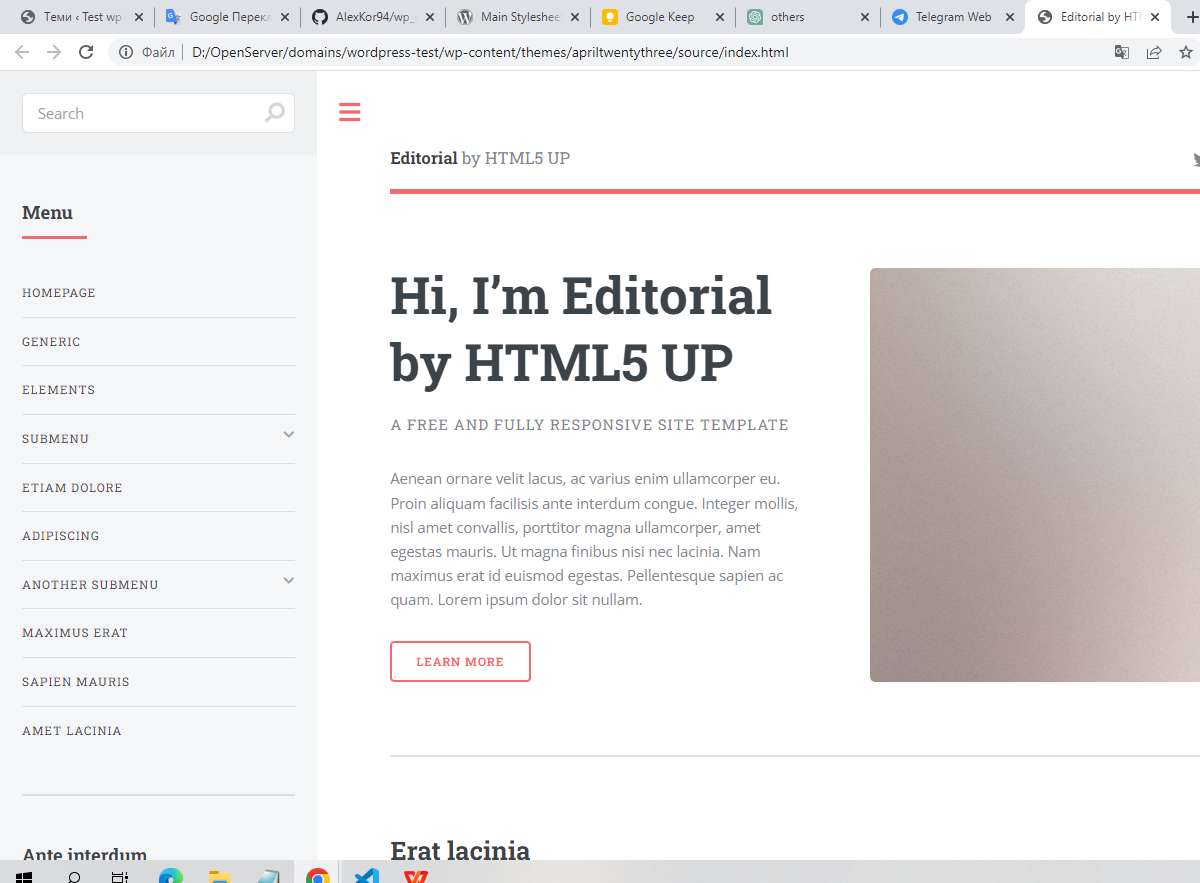 Теми ‹ Test wp
Google Перекл
AlexKor94/wp_
Main Styleshee
Google Keep
others
Telegram Web
Editorial by HT
Файл
D:/OpenServer/domains/wordpress-test/wp-content/themes/apriltwentythree/source/index.html
Search
Editorial by HTML5 UP
Menu
HOMEPAGE
GENERIC
ELEMENTS
SUBMENU
ETIAM DOLORE
ADIPISCING
ANOTHER SUBMENU
MAXIMUS ERAT
SAPIEN MAURIS
AMET LACINIA
Ante interdum
Hi, I’m Editorial
by HTML5 UP
A FREE AND FULLY RESPONSIVE SITE TEMPLATE
Aenean ornare velit lacus, ac varius enim ullamcorper eu.
Proin aliquam facilisis ante interdum congue. Integer mollis,
nisl amet convallis, porttitor magna ullamcorper, amet
egestas mauris. Ut magna finibus nisi nec lacinia. Nam
maximus erat id euismod egestas. Pellentesque sapien ac
quam. Lorem ipsum dolor sit nullam.
LEARN MORE
Erat lacinia